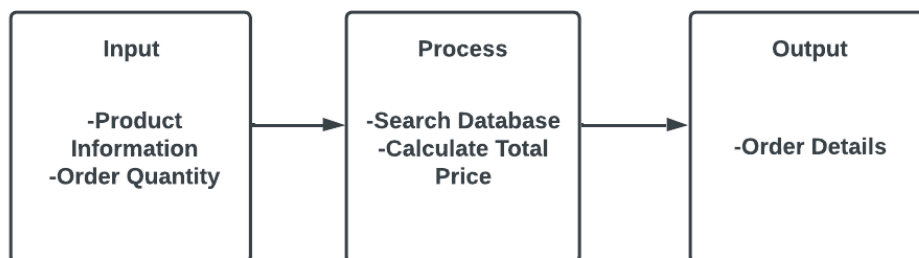 Input
-Product
Information
-Order Quantity
Process
-Search Database
-Calculate Total
Price
Output
-Order Details